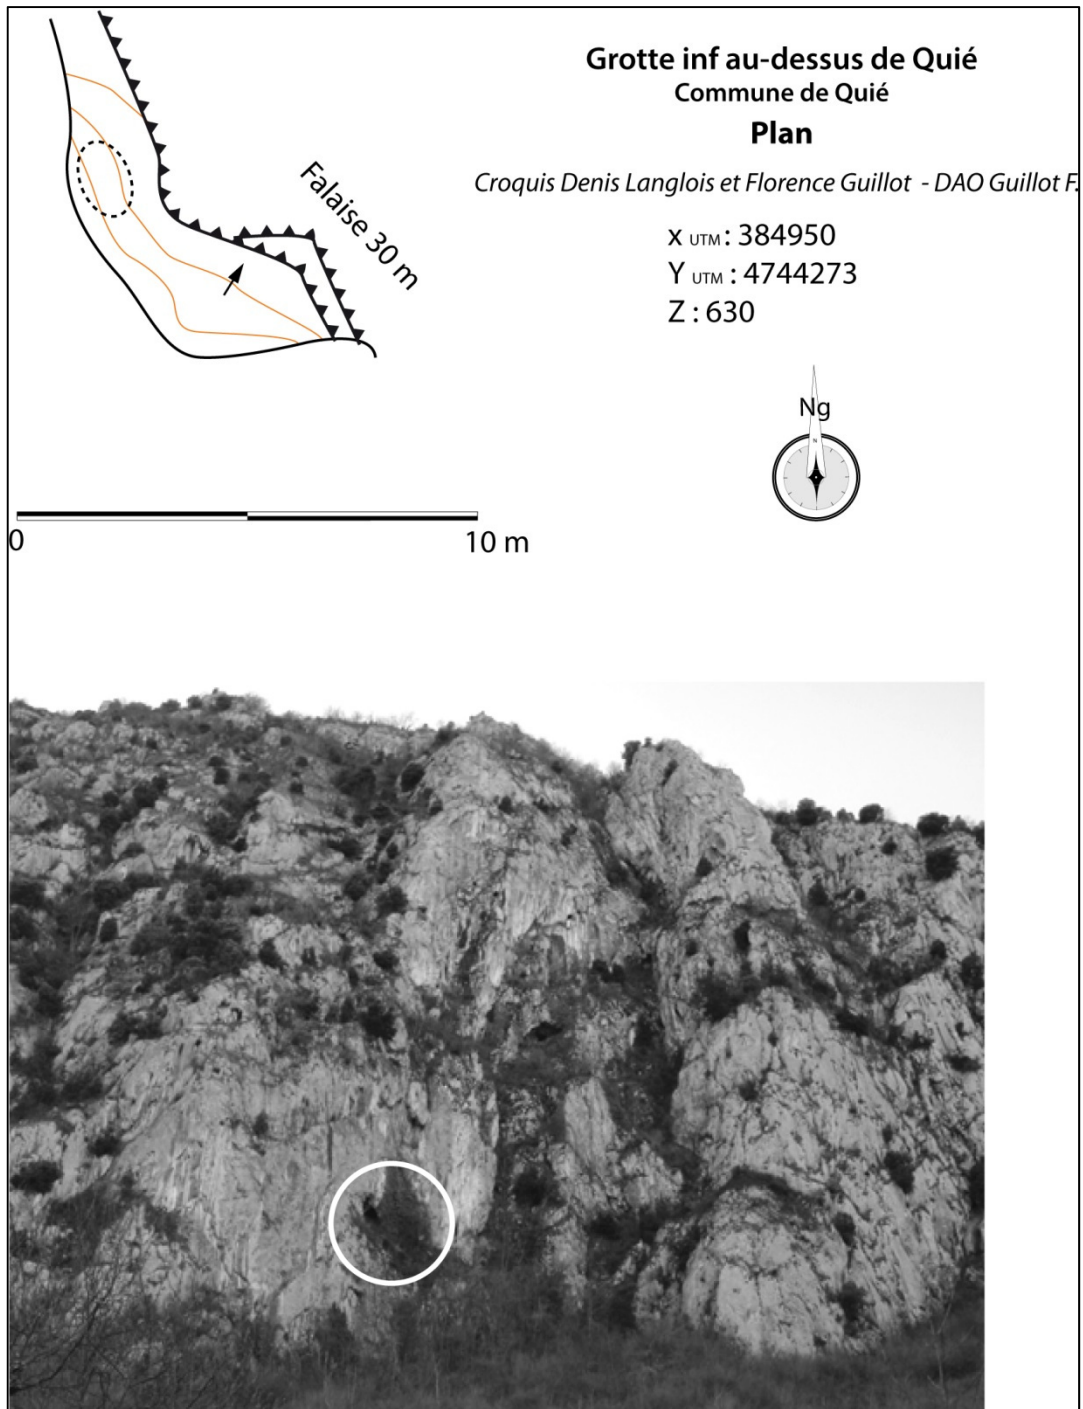 Grotte inf au-dessus de Quié
Commune de Quié
Plan
Croquis Denis Langlois et Florence Guillot - DAO Guillot F.
Falaise 30 m
X UTM : 384950
Y UTM : 4744273
Z : 630
Ng
N
0 10 m